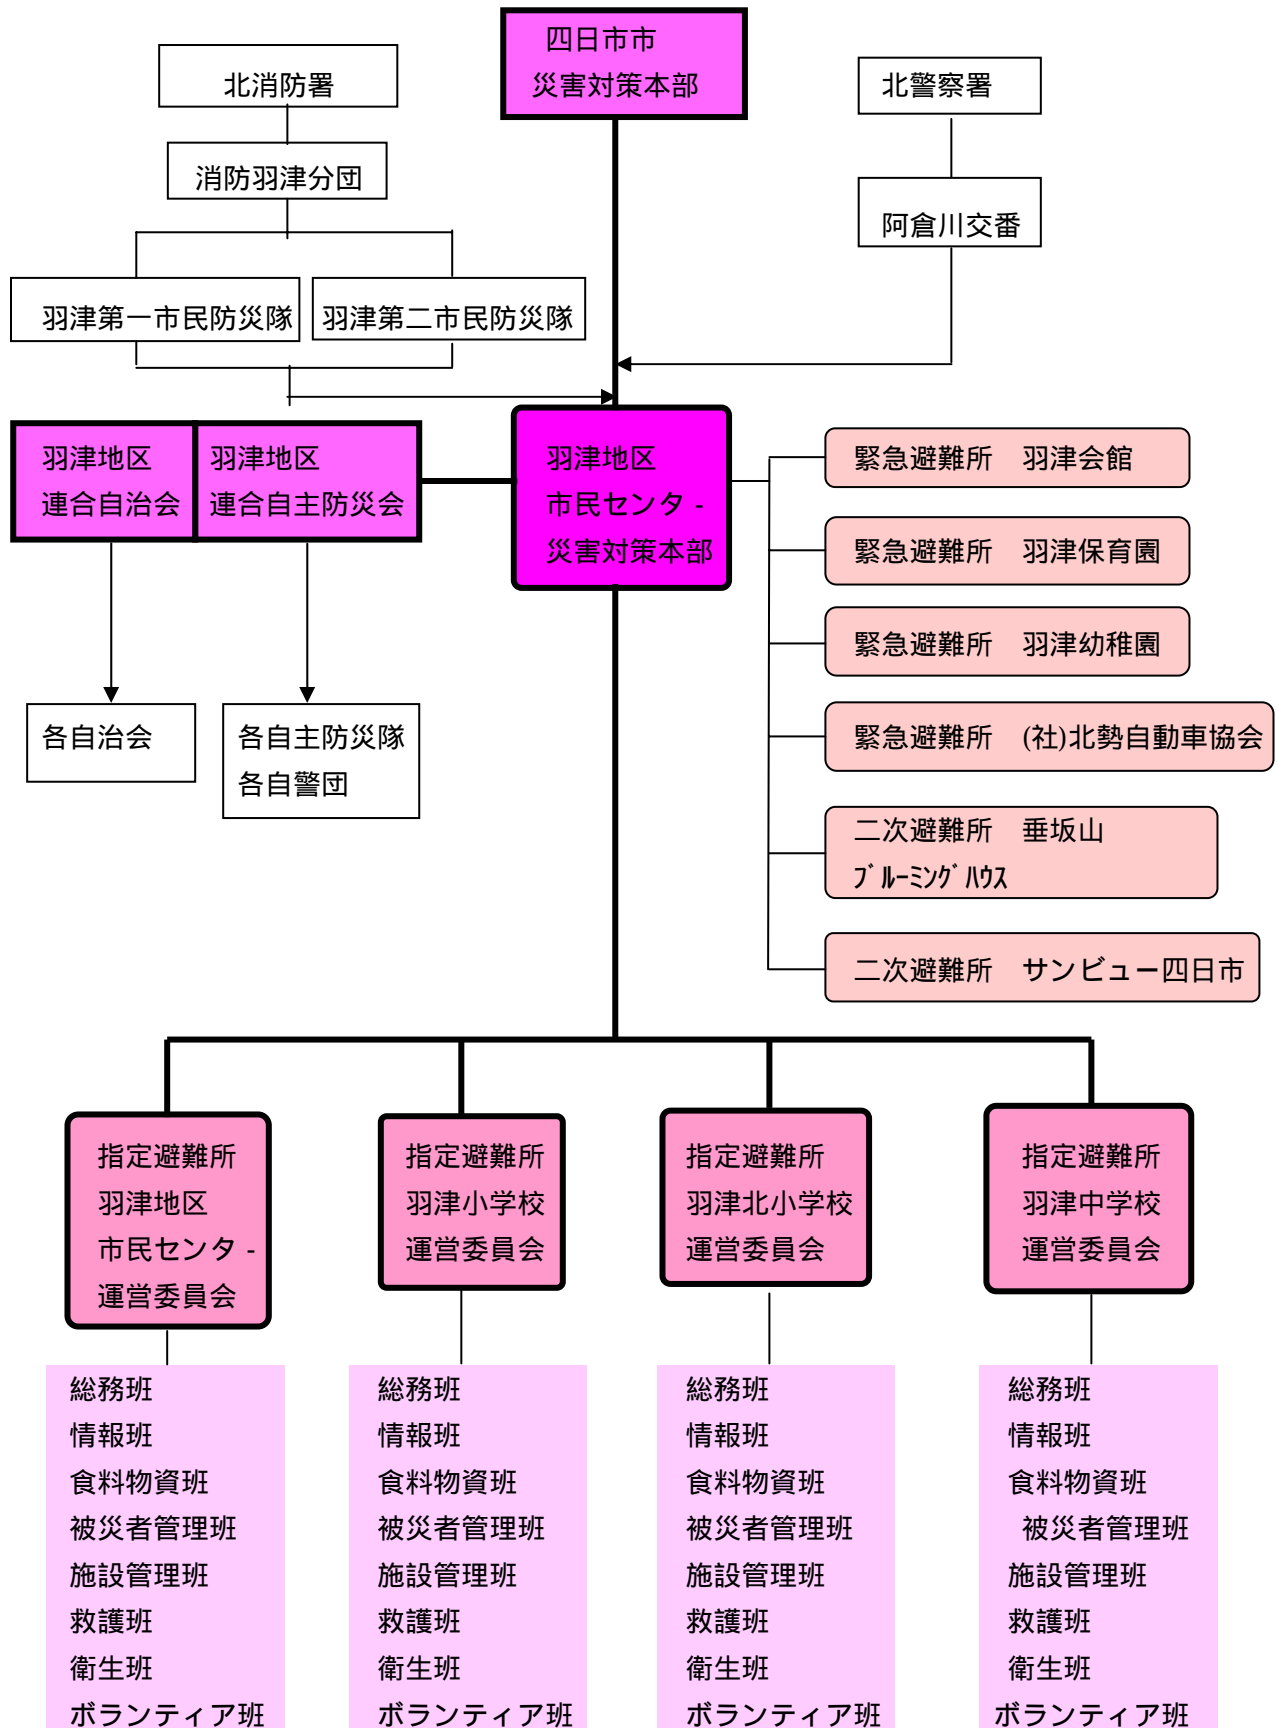 四日市市
災害対策本部
北消防署
北警察署
消防羽津分団
阿倉川交番
羽津第一市民防災隊
羽津第二市民防災隊
羽津地区
連合自治会
羽津地区
連合自主防災会
羽津地区
市民センタ-
災害対策本部
緊急避難所　羽津会館
緊急避難所　羽津保育園
緊急避難所　羽津幼稚園
緊急避難所　(社)北勢自動車協会
二次避難所　垂坂山
ﾌﾞﾙｰﾐﾝｸﾞﾊｳｽ
二次避難所　サンビュー四日市
各自治会
各自主防災隊
各自警団
指定避難所
羽津地区
市民センタ-
運営委員会
指定避難所
羽津小学校
運営委員会
指定避難所
羽津北小学校
運営委員会
指定避難所
羽津中学校
運営委員会
総務班
情報班
食料物資班
被災者管理班
施設管理班
救護班
衛生班
ボランティア班
総務班
情報班
食料物資班
被災者管理班
施設管理班
救護班
衛生班
ボランティア班
総務班
情報班
食料物資班
被災者管理班
施設管理班
救護班
衛生班
ボランティア班
総務班
情報班
食料物資班
被災者管理班
施設管理班
救護班
衛生班
ボランティア班